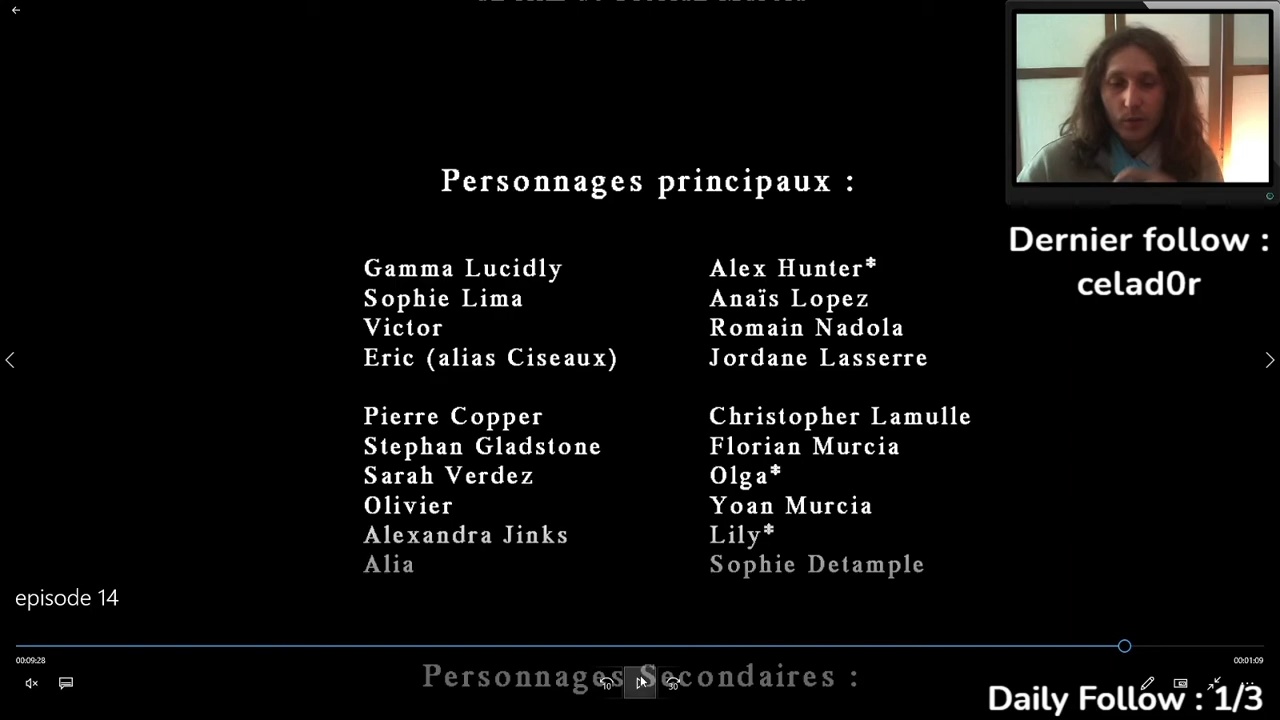 Personnages principaux :
Gamma Lucidly Alex Hunter*
Sophie Lima Anaïs Lopez
Victor Romain Nadola
Eric (alias Ciseaux) Jordane Lasserre
Pierre Copper Christopher Lamulle
Stephan Gladstone Florian Murcia
Sarah Verdez Olga*
Olivier Yoan Murcia
Alexandra Jinks Lily*
Alia Sophie Detample
Personnages Secondaires :
Dernier follow :
celad0r
episode 14
00:09:28
00:01:09
10
30
Daily Follow : 1/3